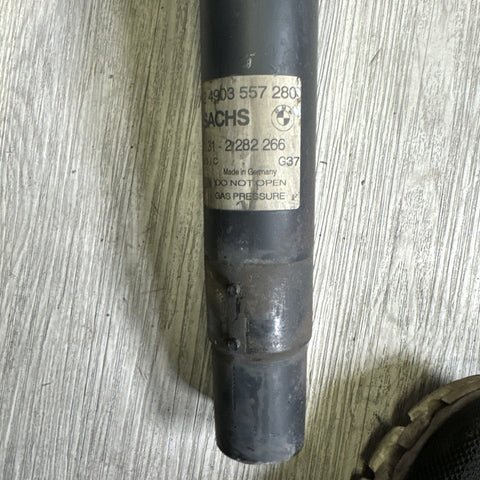 4903 557 280
SACHS
31-2 282 266
G37
Made in Germany
DO NOT OPEN
GAS PRESSURE